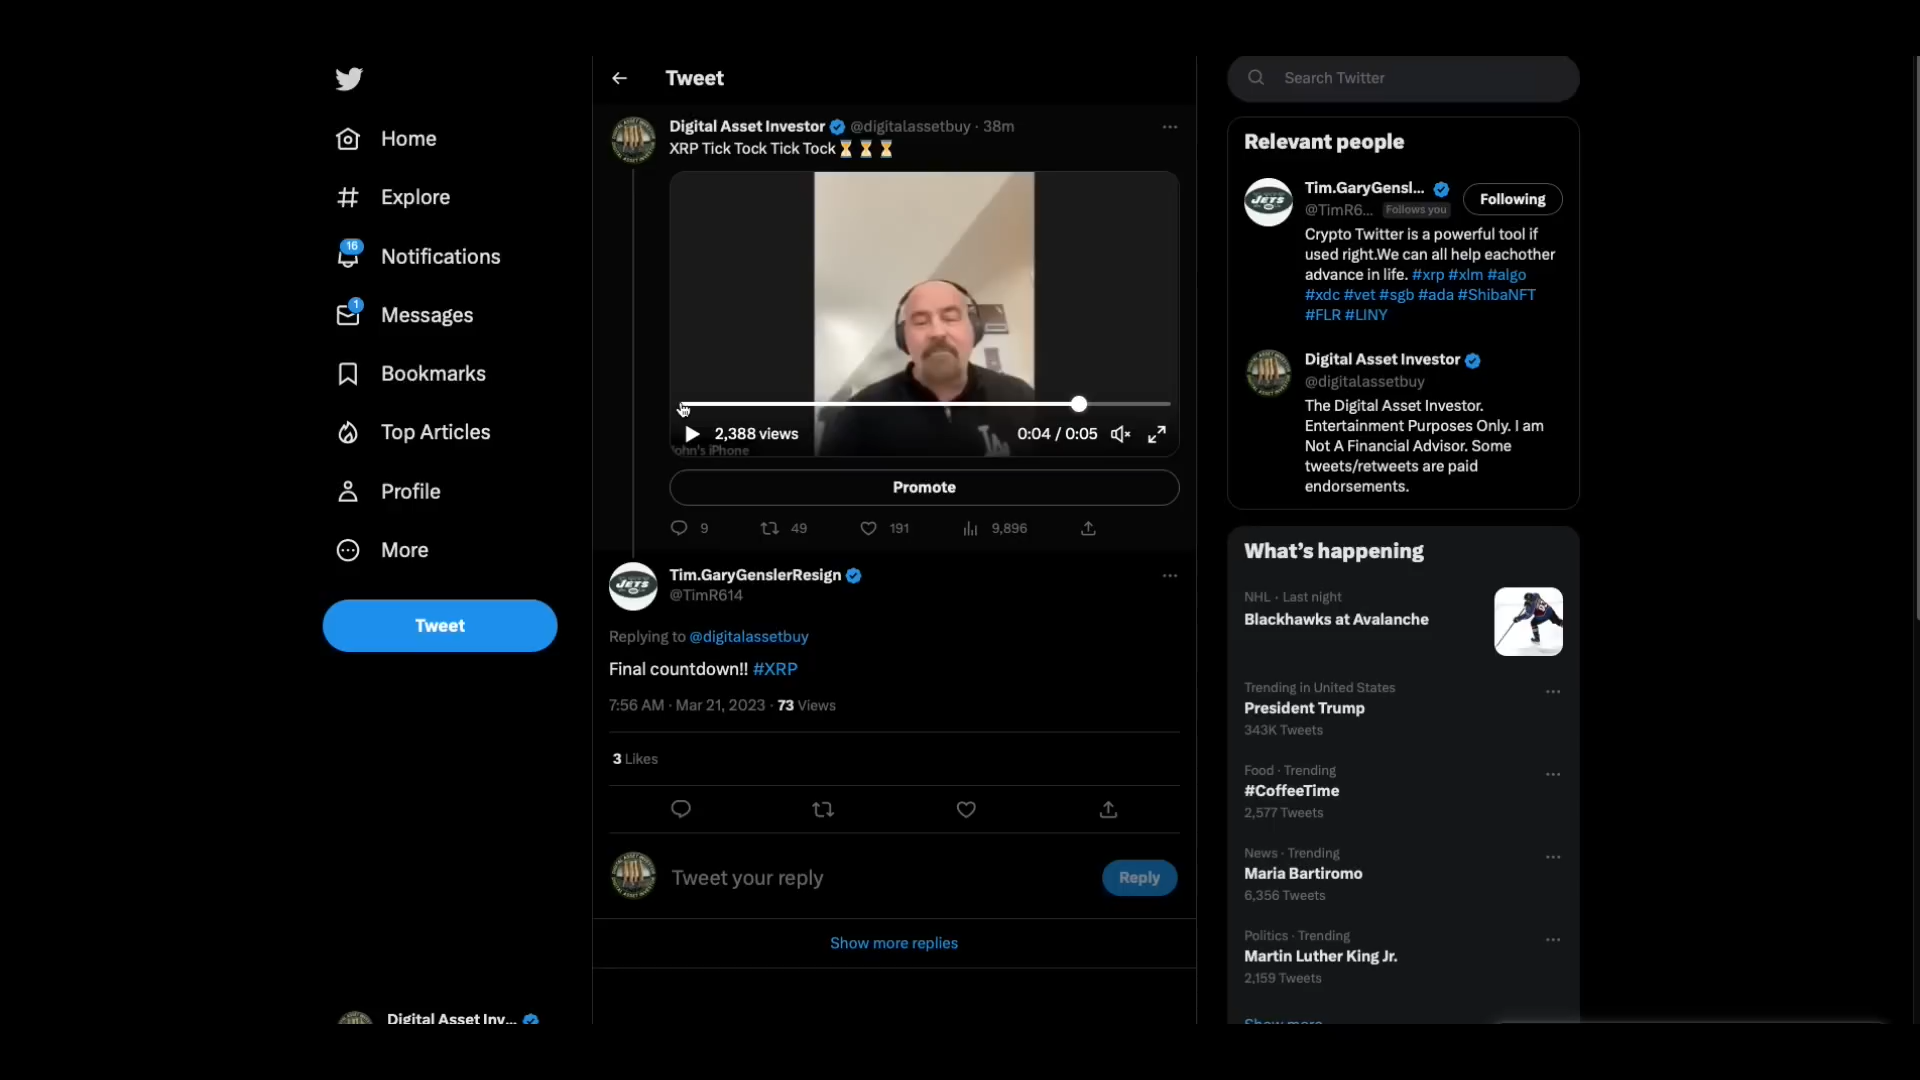 Home
Explore
16
Notifications
1
Messages
Bookmarks
Top Articles
Profile
More
Tweet
Digital Asset Inv...
Tweet
Digital Asset Investor @digitalassetbuy · 38m
XRP Tick Tock Tick Tock
2,388 views
0:04 / 0:05
John's iPhone
Promote
9
49
191
9,896
JETS
Tim.GaryGenslerResign
@TimR614
Replying to @digitalassetbuy
Final countdown!! #XRP
7:56 AM · Mar 21, 2023 · 73 Views
3 Likes
Tweet your reply
Reply
Show more replies
Search Twitter
Relevant people
JETS
Tim.GaryGensl...
@TimR6...
Follows you
Following
Crypto Twitter is a powerful tool if
used right.We can all help eachother
advance in life. #xrp #xlm #algo
#xdc #vet #sgb #ada #ShibaNFT
#FLR #LINY
Digital Asset Investor
@digitalassetbuy
The Digital Asset Investor.
Entertainment Purposes Only. I am
Not A Financial Advisor. Some
tweets/retweets are paid
endorsements.
What's happening
NHL · Last night
Blackhawks at Avalanche
Trending in United States
President Trump
343K Tweets
Food · Trending
#CoffeeTime
2,577 Tweets
News · Trending
Maria Bartiromo
6,356 Tweets
Politics · Trending
Martin Luther King Jr.
2,159 Tweets
Show more